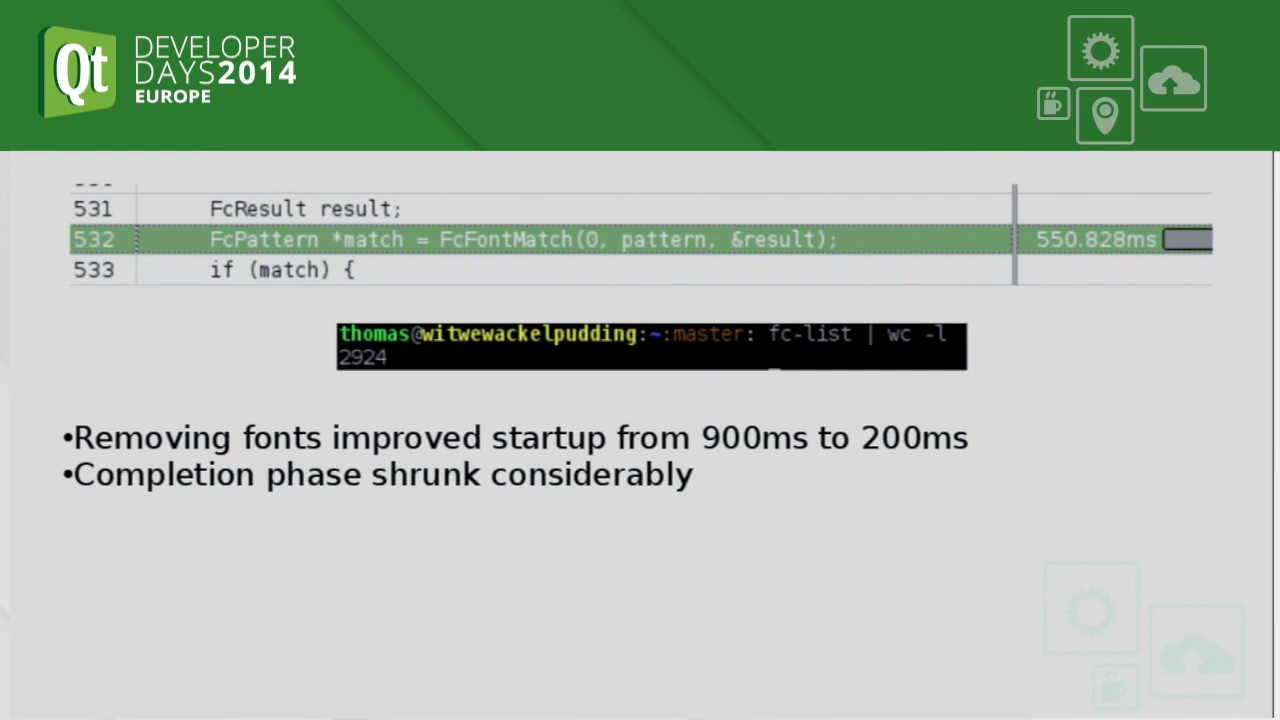 Qt
DEVELOPER
DAYS2014
EUROPE
531 FcResult result;
532 FcPattern *match = FcFontMatch(0, pattern, &result); 550.828ms
533 if (match) {
thomas@witwewackelpudding:~:master: fc-list | wc -l
2924
•Removing fonts improved startup from 900ms to 200ms
•Completion phase shrunk considerably